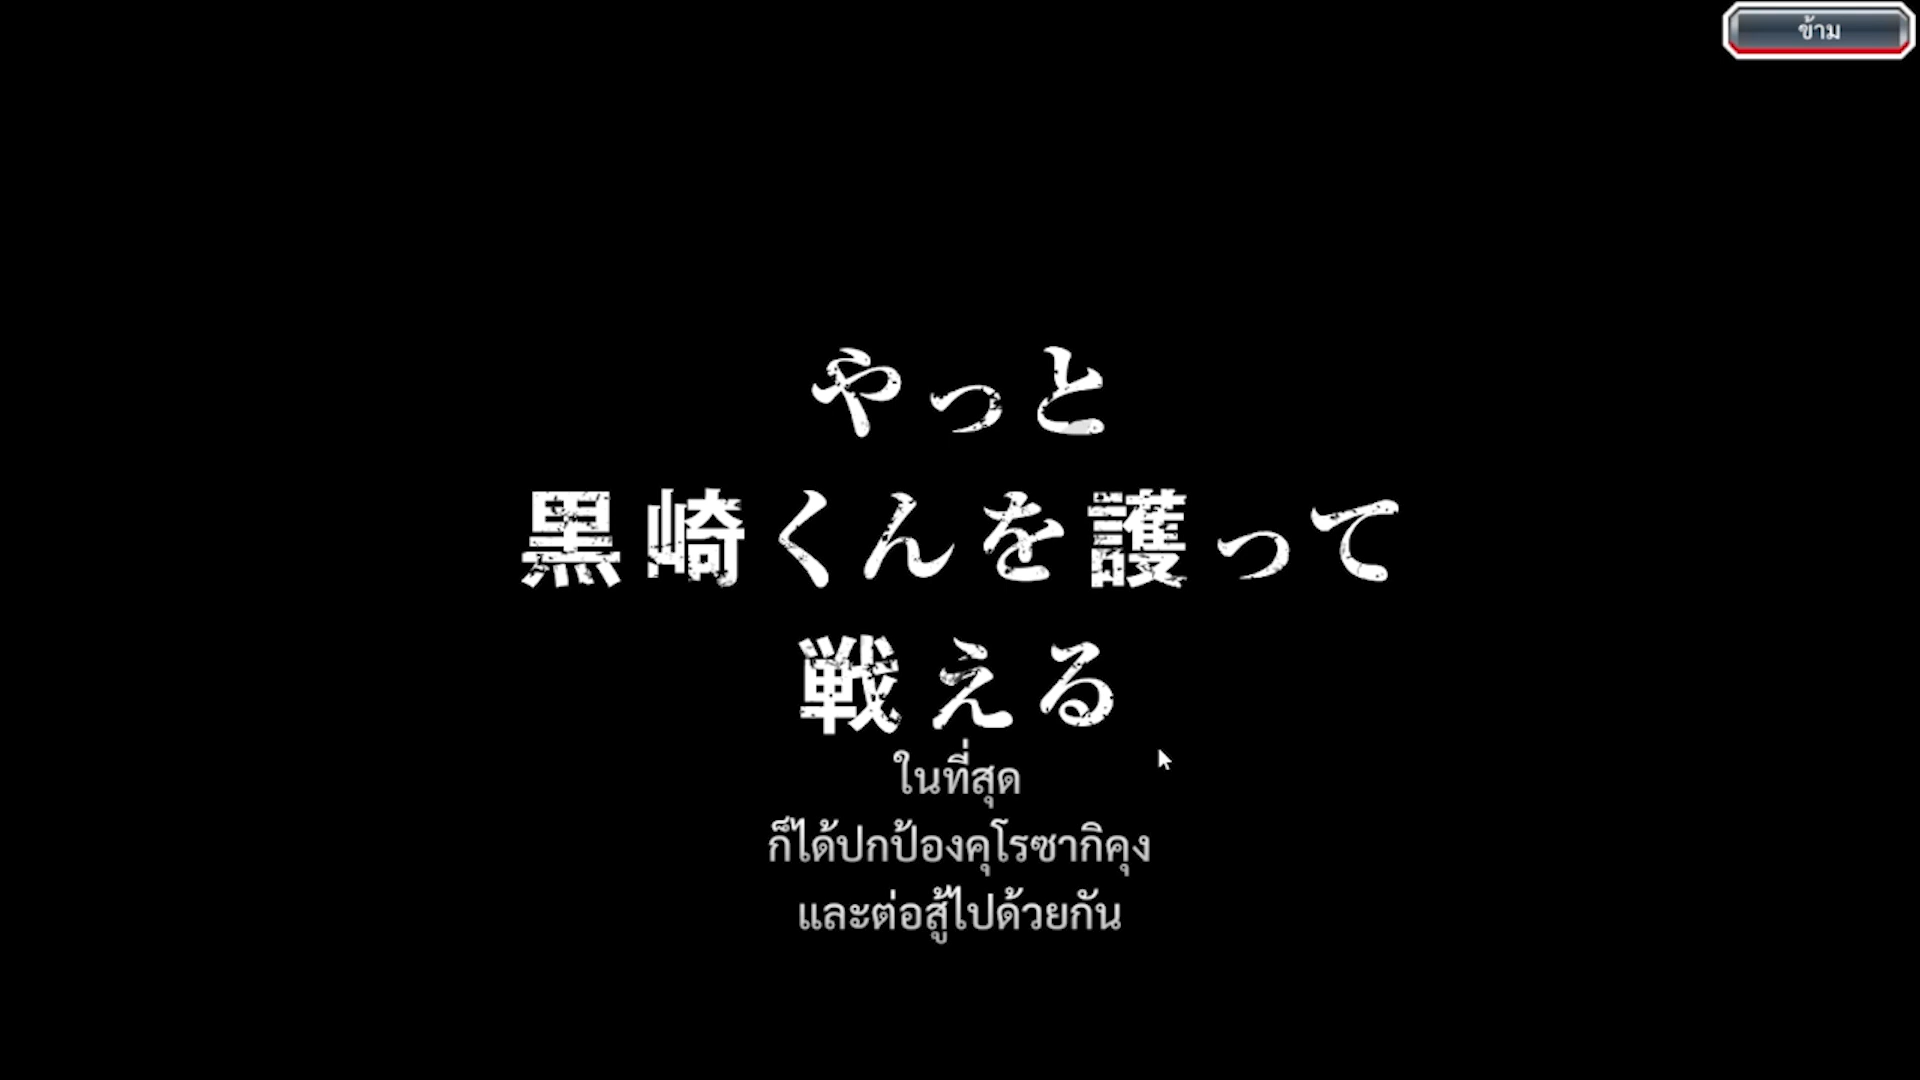 ข้าม
やっと
黒崎くんを護って
戦える
ในที่สุด
ก็ได้ปกป้องคุโรซากิคุง
และต่อสู้ไปด้วยกัน